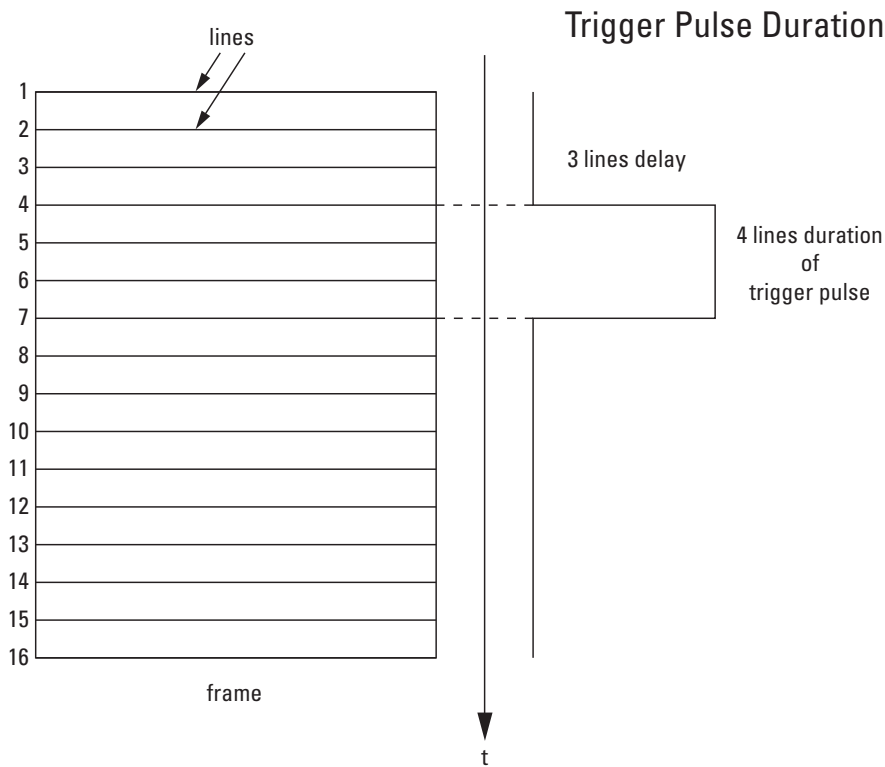 Trigger Pulse Duration
lines
1
2
3
4
5
6
7
8
9
10
11
12
13
14
15
16
3 lines delay
4 lines duration
of
trigger pulse
frame
t